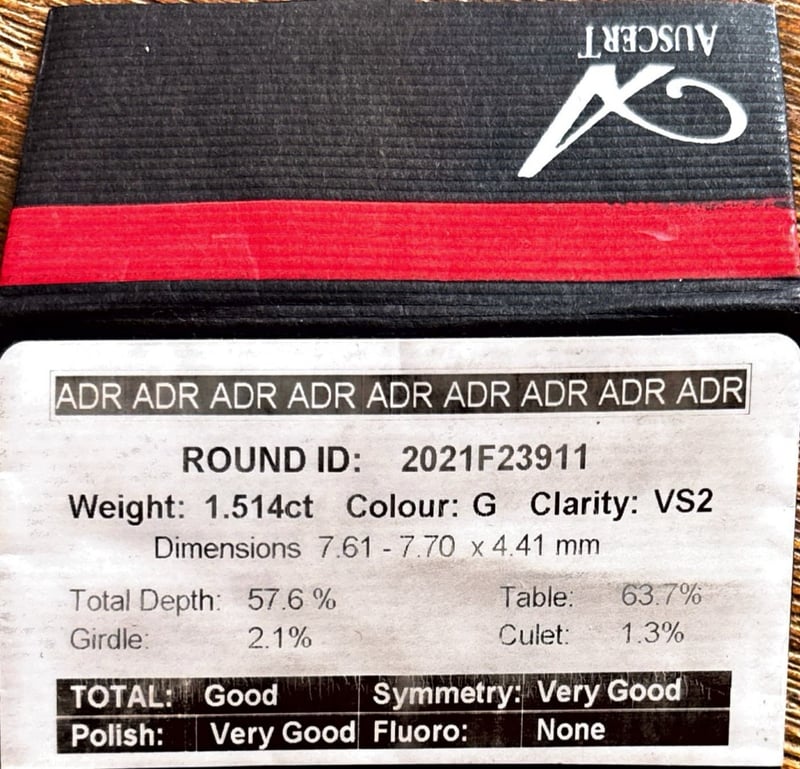 AUSCERT
ADR ADR ADR ADR ADR ADR ADR ADR ADR
ROUND ID: 2021F23911
Weight: 1.514ct Colour: G Clarity: VS2
Dimensions 7.61 - 7.70 x 4.41 mm
Total Depth: 57.6 % Table: 63.7%
Girdle: 2.1% Culet: 1.3%
TOTAL: Good Symmetry: Very Good
Polish: Very Good Fluoro: None